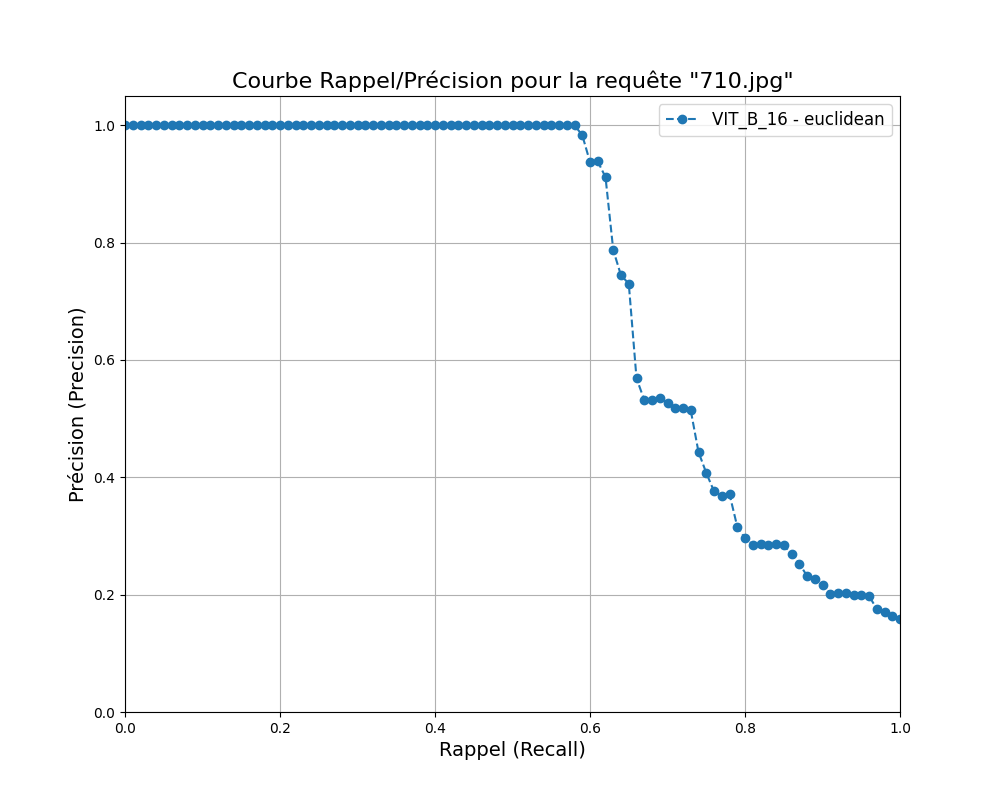 Courbe Rappel/Précision pour la requête "710.jpg"
VIT_B_16 - euclidean
1.0
0.8
0.6
0.4
0.2
0.0
Précision (Precision)
0.0 0.2 0.4 0.6 0.8 1.0
Rappel (Recall)